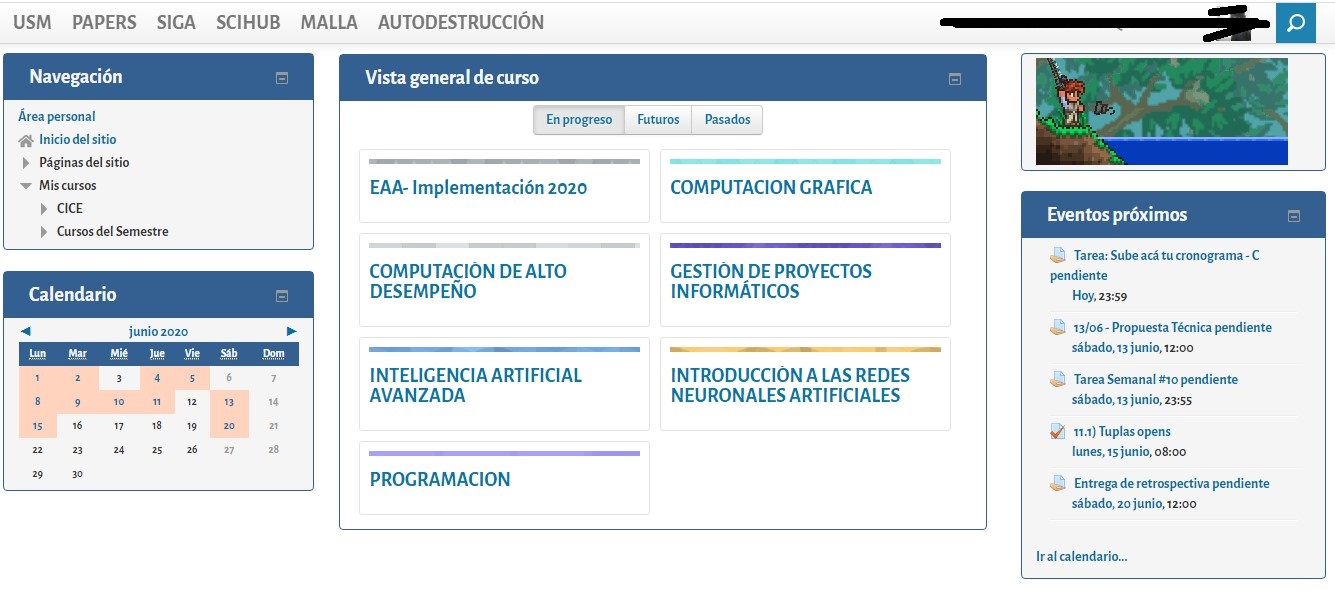 USM PAPERS SIGA SCIHUB MALLA AUTODESTRUCCIÓN
Navegación
Área personal
Inicio del sitio
Páginas del sitio
Mis cursos
CICE
Cursos del Semestre
Calendario
junio 2020
Lun Mar Mié Jue Vie Sáb Dom
1 2 3 4 5 6 7
8 9 10 11 12 13 14
15 16 17 18 19 20 21
22 23 24 25 26 27 28
29 30
Vista general de curso
En progreso Futuros Pasados
EAA- Implementación 2020
COMPUTACION GRAFICA
COMPUTACIÓN DE ALTO
DESEMPEÑO
GESTIÓN DE PROYECTOS
INFORMÁTICOS
INTELIGENCIA ARTIFICIAL
AVANZADA
INTRODUCCIÓN A LAS REDES
NEURONALES ARTIFICIALES
PROGRAMACION
Eventos próximos
Tarea: Sube acá tu cronograma - C
pendiente
Hoy, 23:59
13/06 - Propuesta Técnica pendiente
sábado, 13 junio, 12:00
Tarea Semanal #10 pendiente
sábado, 13 junio, 23:55
11.1) Tuplas opens
lunes, 15 junio, 08:00
Entrega de retrospectiva pendiente
sábado, 20 junio, 12:00
Ir al calendario...